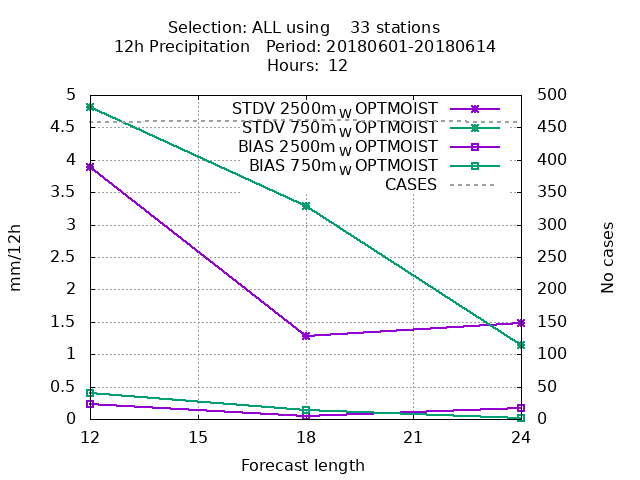 Selection: ALL using 33 stations
12h Precipitation Period: 20180601-20180614
Hours: 12
5 500
STDV 2500m W OPTMOIST
4.5 STDV 750m W OPTMOIST 450
BIAS 2500m W OPTMOIST
4 BIAS 750m W OPTMOIST 400
CASES
3.5 350
3 300
2.5 250
2 200
1.5 150
1 100
0.5 50
0 0
mm/12h
No cases
12 15 18 21 24
Forecast length